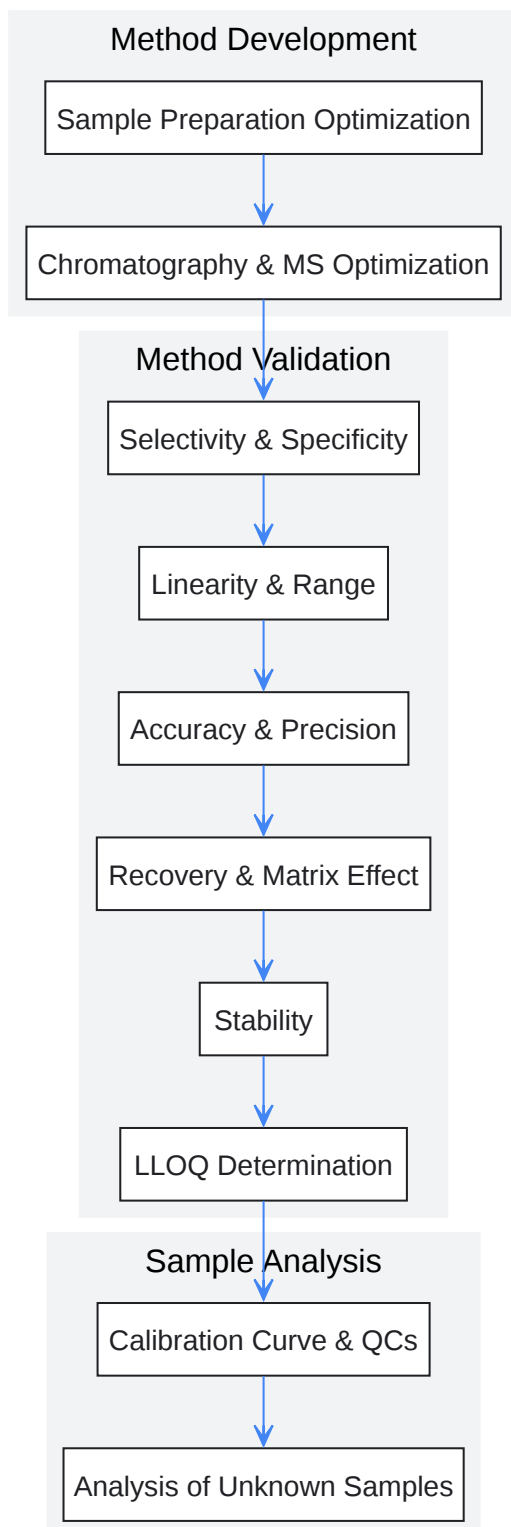 Method Development
Sample Preparation Optimization
Chromatography & MS Optimization
Method Validation
Selectivity & Specificity
Linearity & Range
Accuracy & Precision
Recovery & Matrix Effect
Stability
LLOQ Determination
Sample Analysis
Calibration Curve & QCs
Analysis of Unknown Samples